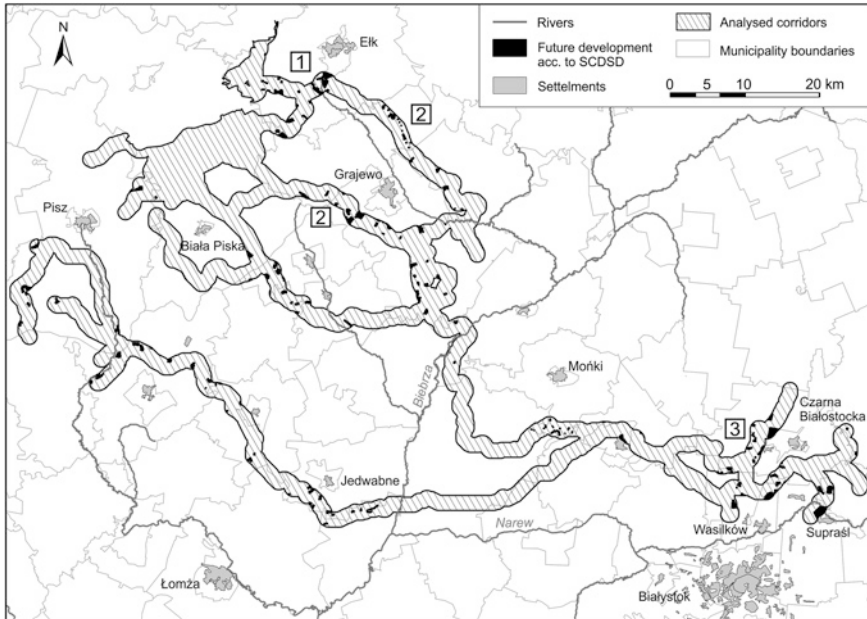 N
Rivers
Future development
acc. to SCDSD
Settelments
Analysed corridors
Municipality boundaries
0 5 10 20 km
Ełk
1
2
Grajewo
Pisz
2
Biała Piska
Biebrza
Mońki
Czarna
Białostocka
3
Jedwabne
Narew
Wasilków
Supraśl
Łomża
Białystok